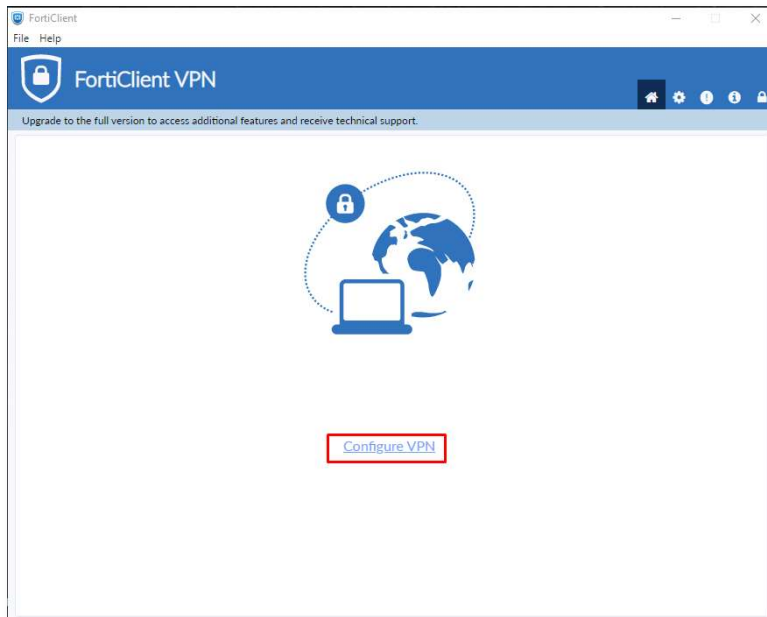 FortiClient
File Help
FortiClient VPN
Upgrade to the full version to access additional features and receive technical support.
Configure VPN